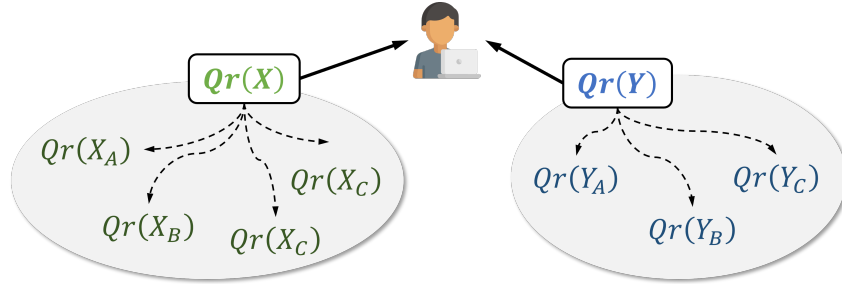 Qr(X)
Qr(X_A)
Qr(X_B)
Qr(X_C)
Qr(X_C)
Qr(Y)
Qr(Y_A)
Qr(Y_B)
Qr(Y_C)